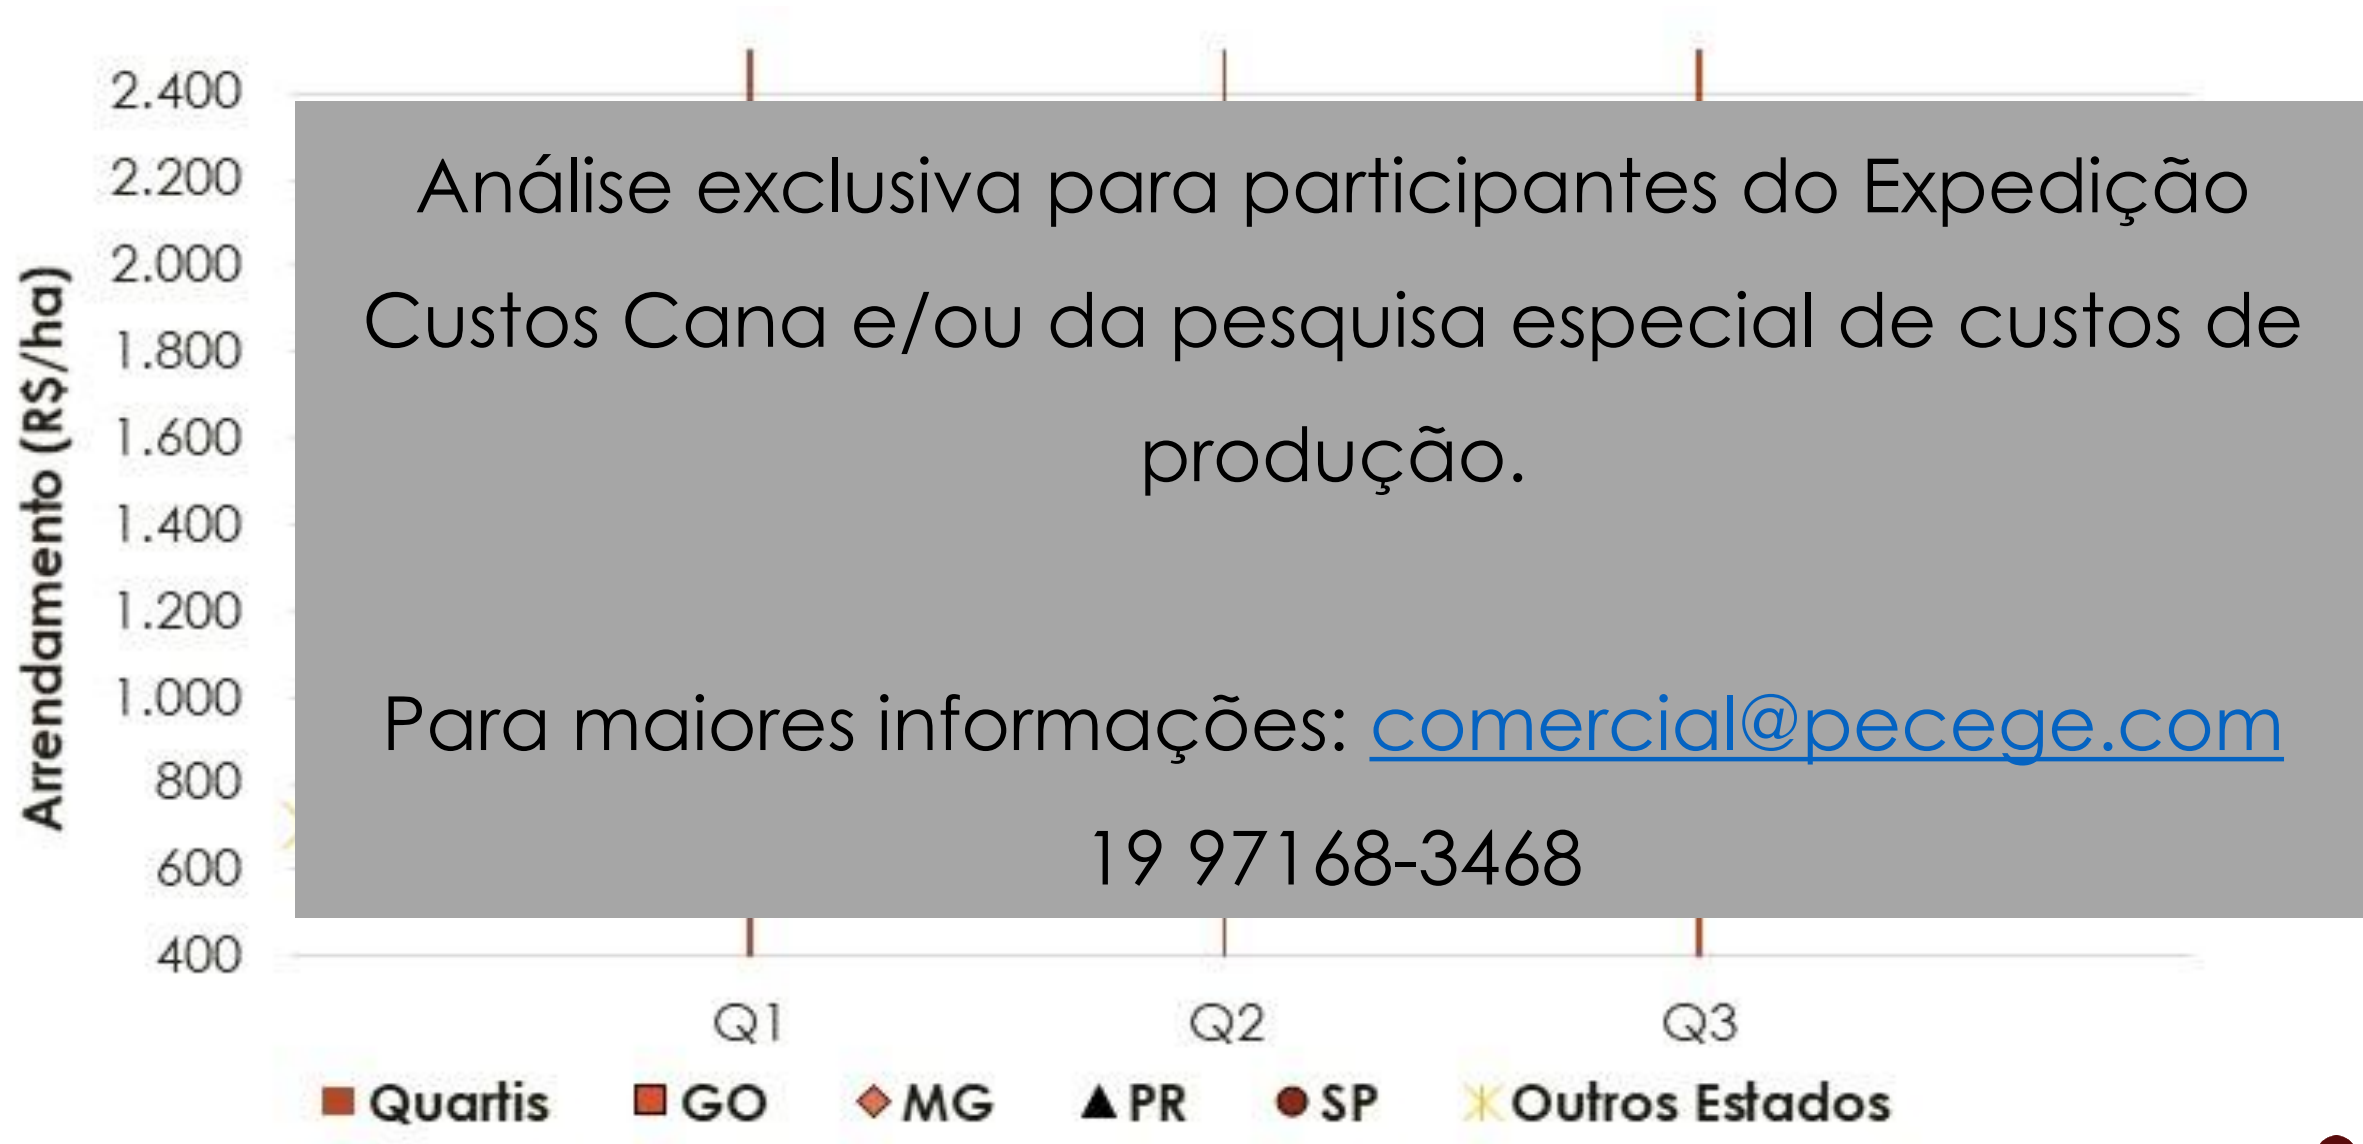 2.400
2.200
2.000
1.800
1.600
1.400
1.200
1.000
800
600
400
Arrendamento (R$/ha)
Análise exclusiva para participantes do Expedição
Custos Cana e/ou da pesquisa especial de custos de
produção.
Para maiores informações: comercial@pecege.com
19 97168-3468
Q1 Q2 Q3
Quartis GO MG PR SP Outros Estados